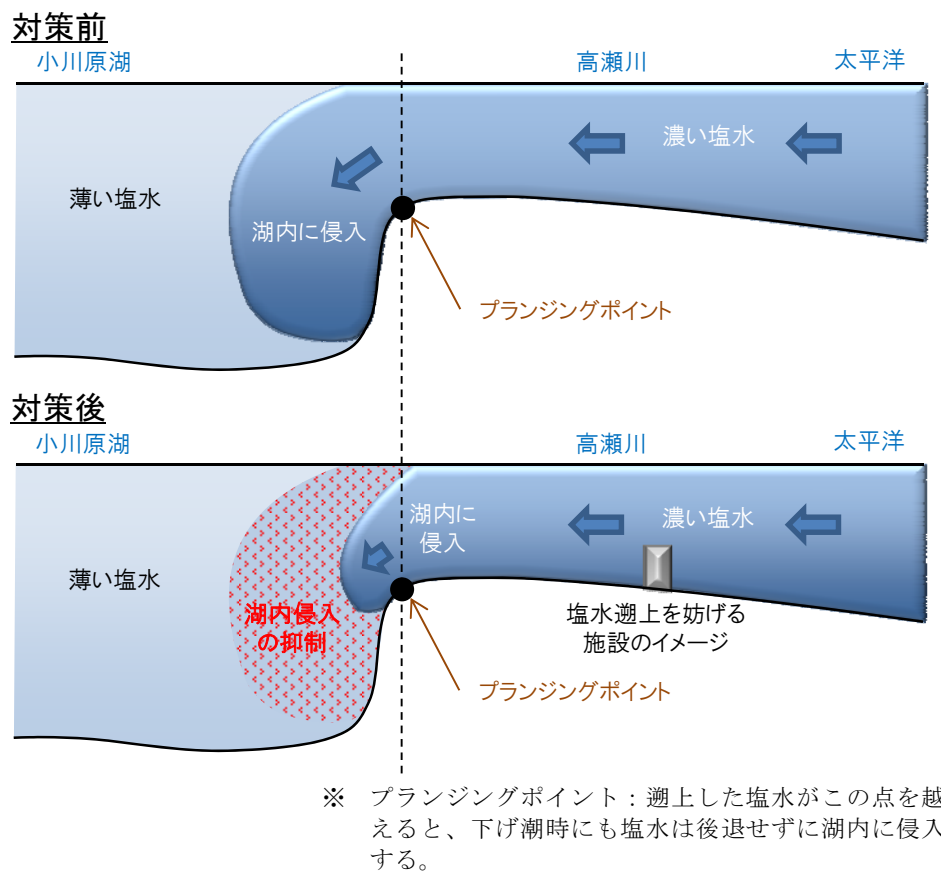 対策前
小川原湖
高瀬川
太平洋
濃い塩水
薄い塩水
湖内に侵入
プランジングポイント
対策後
小川原湖
高瀬川
太平洋
湖内に
侵入
濃い塩水
薄い塩水
湖内侵入
の抑制
塩水遡上を妨げる
施設のイメージ
プランジングポイント
※ プランジングポイント：遡上した塩水がこの点を越
えると、下げ潮時にも塩水は後退せずに湖内に侵入
する。